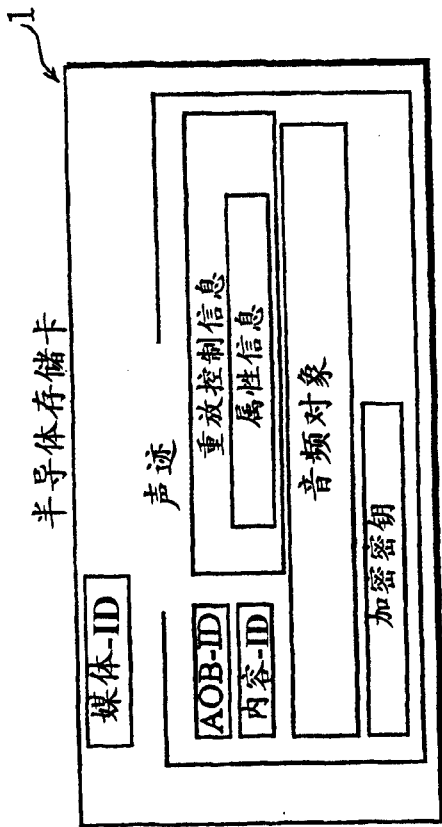 1
半导体存储卡
媒体-ID
声迹
AOB-ID
内容-ID
重放控制信息
属性信息
音频对象
加密密钥